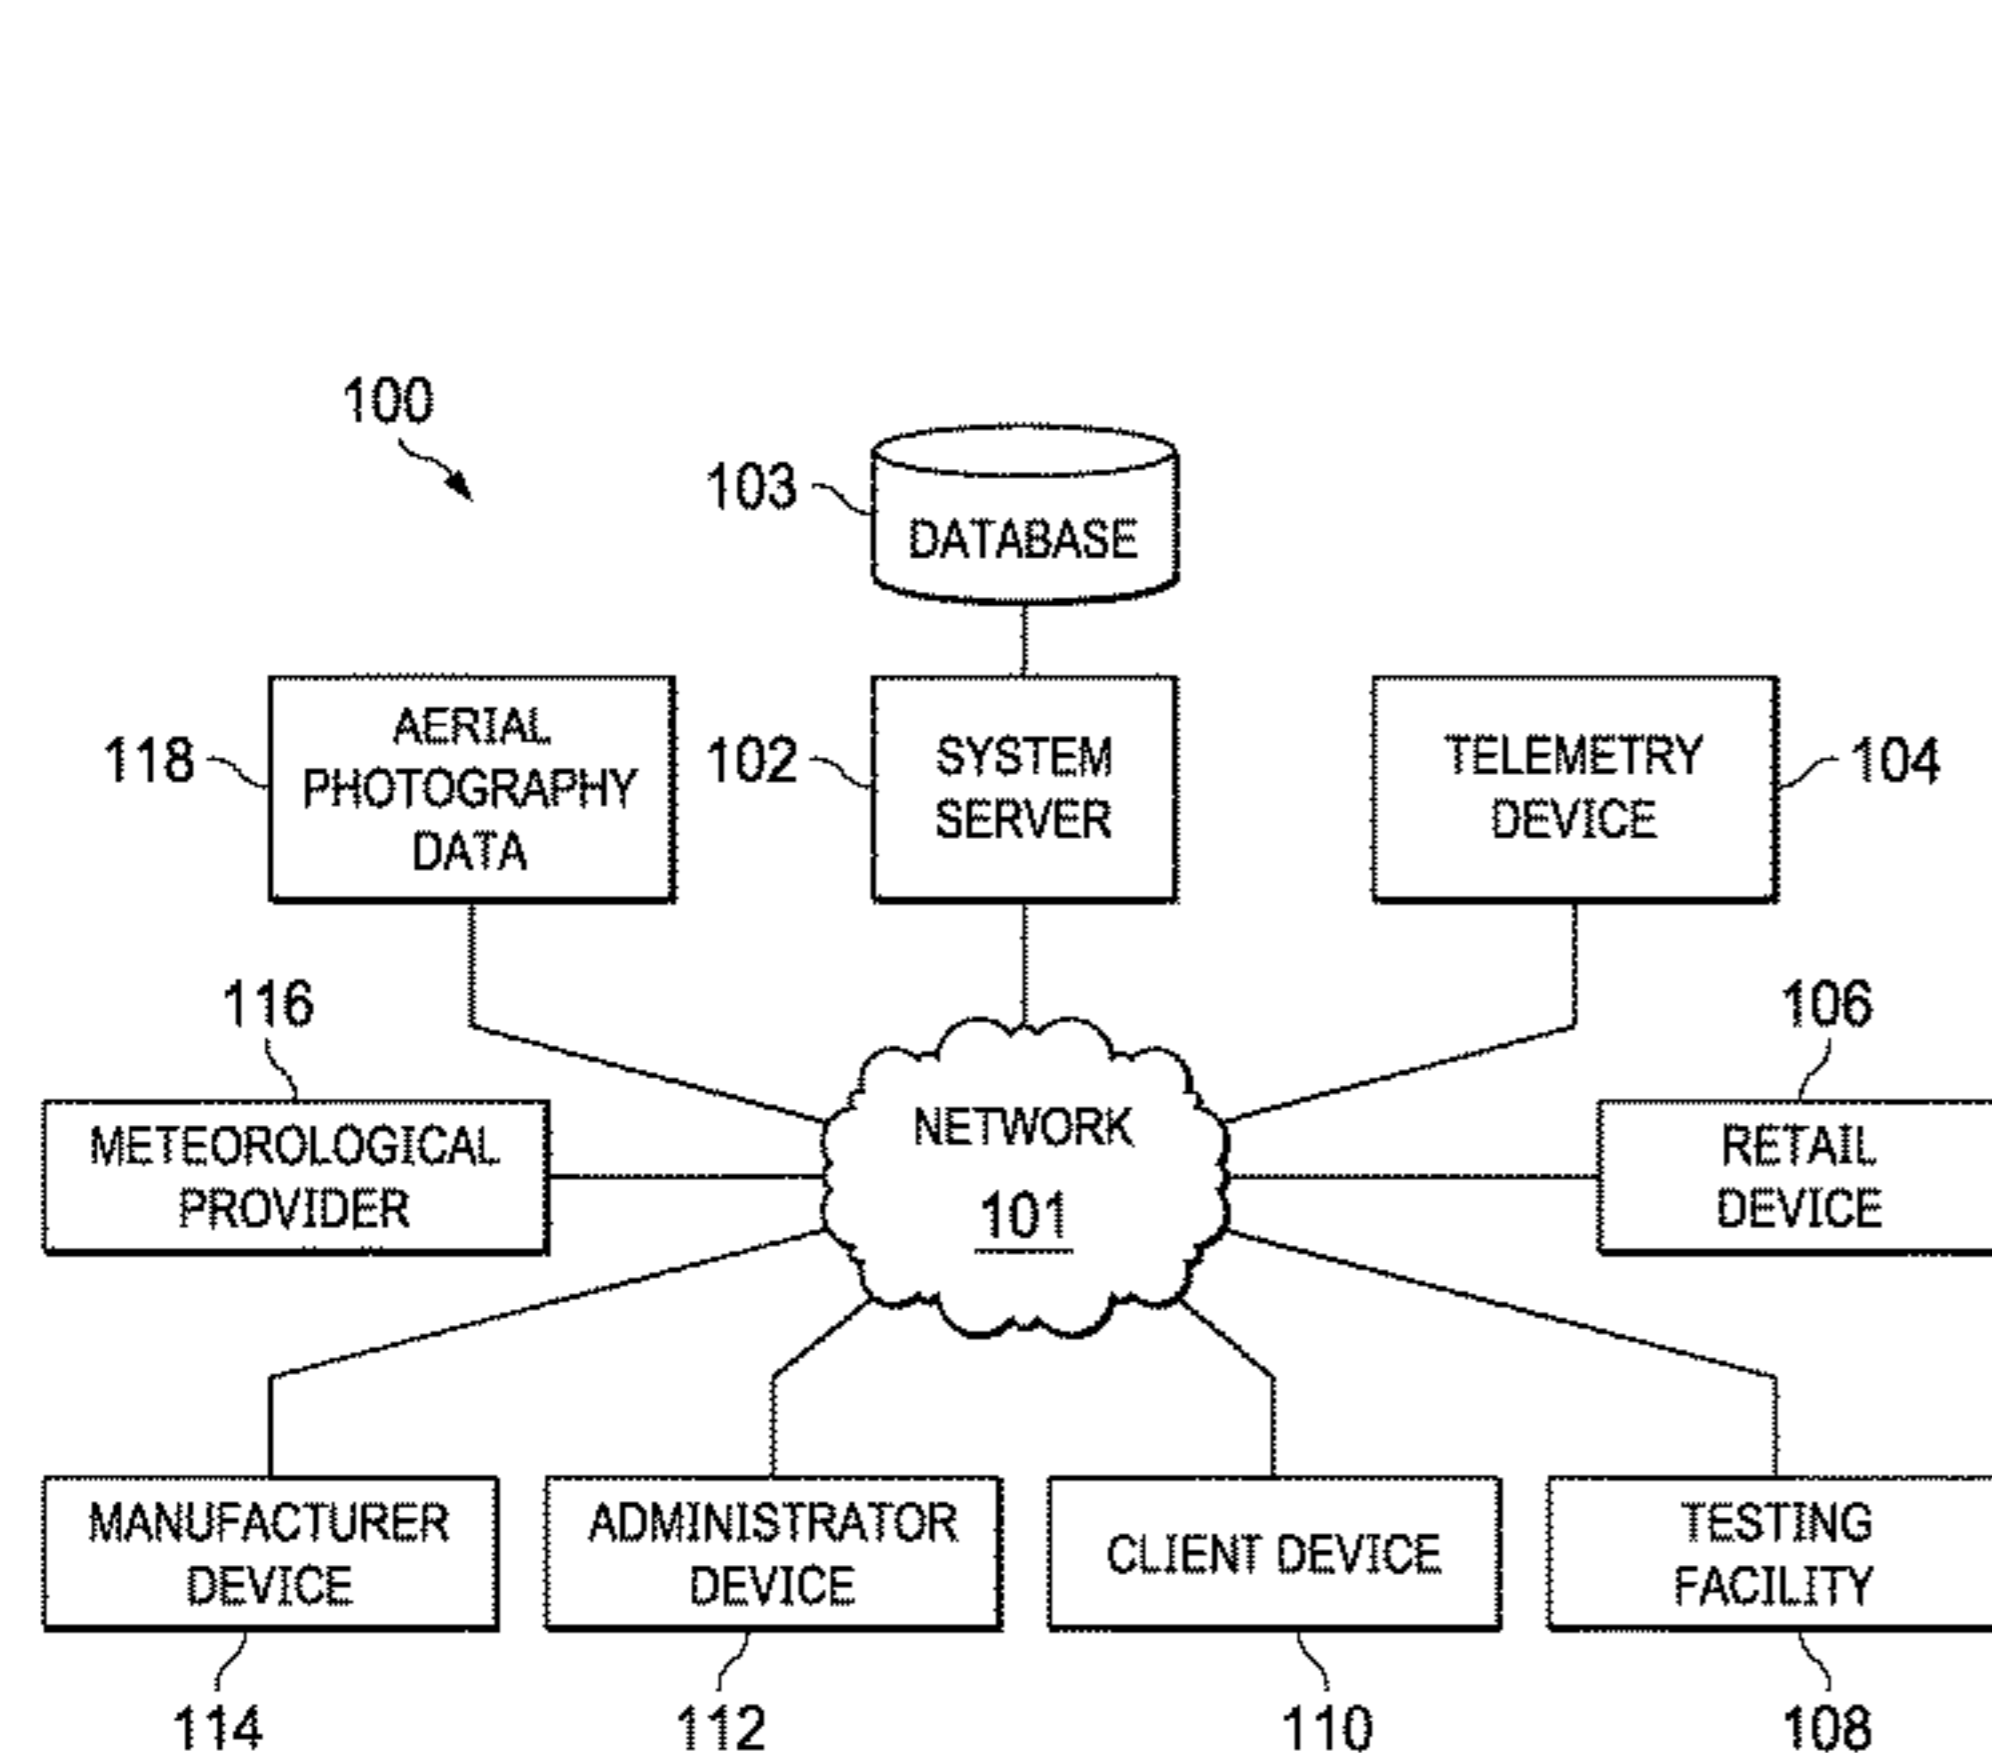 100
103
DATABASE
118
AERIAL
PHOTOGRAPHY
DATA
102
SYSTEM
SERVER
TELEMETRY
DEVICE
104
116
METEOROLOGICAL
PROVIDER
NETWORK
101
106
RETAIL
DEVICE
MANUFACTURER
DEVICE
114
ADMINISTRATOR
DEVICE
112
CLIENT DEVICE
110
TESTING
FACILITY
108